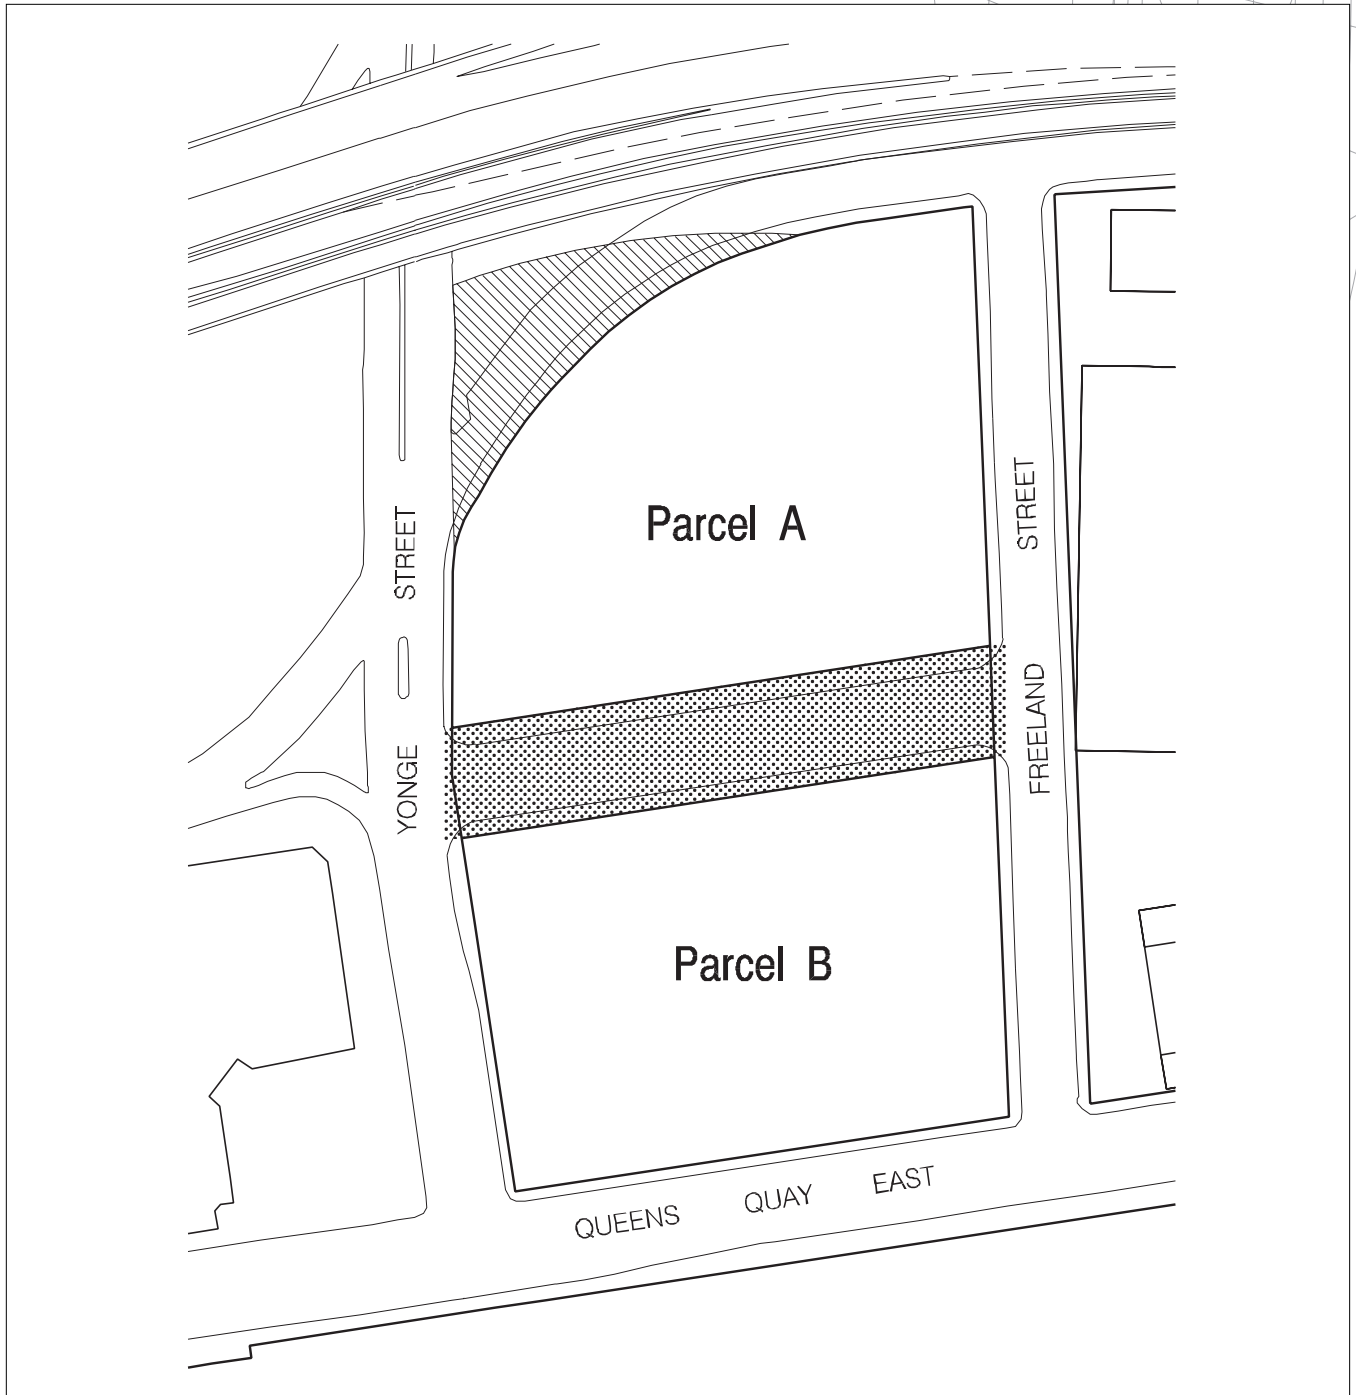 Parcel A
YONGE STREET
FREELAND STREET
Parcel B
QUEENS QUAY EAST